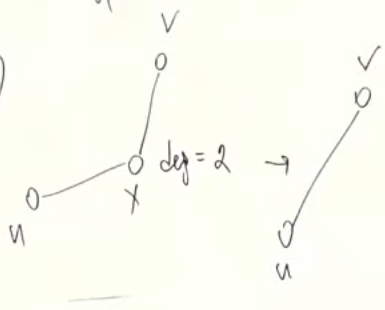 V
V
deg = 2 →
X
u
u